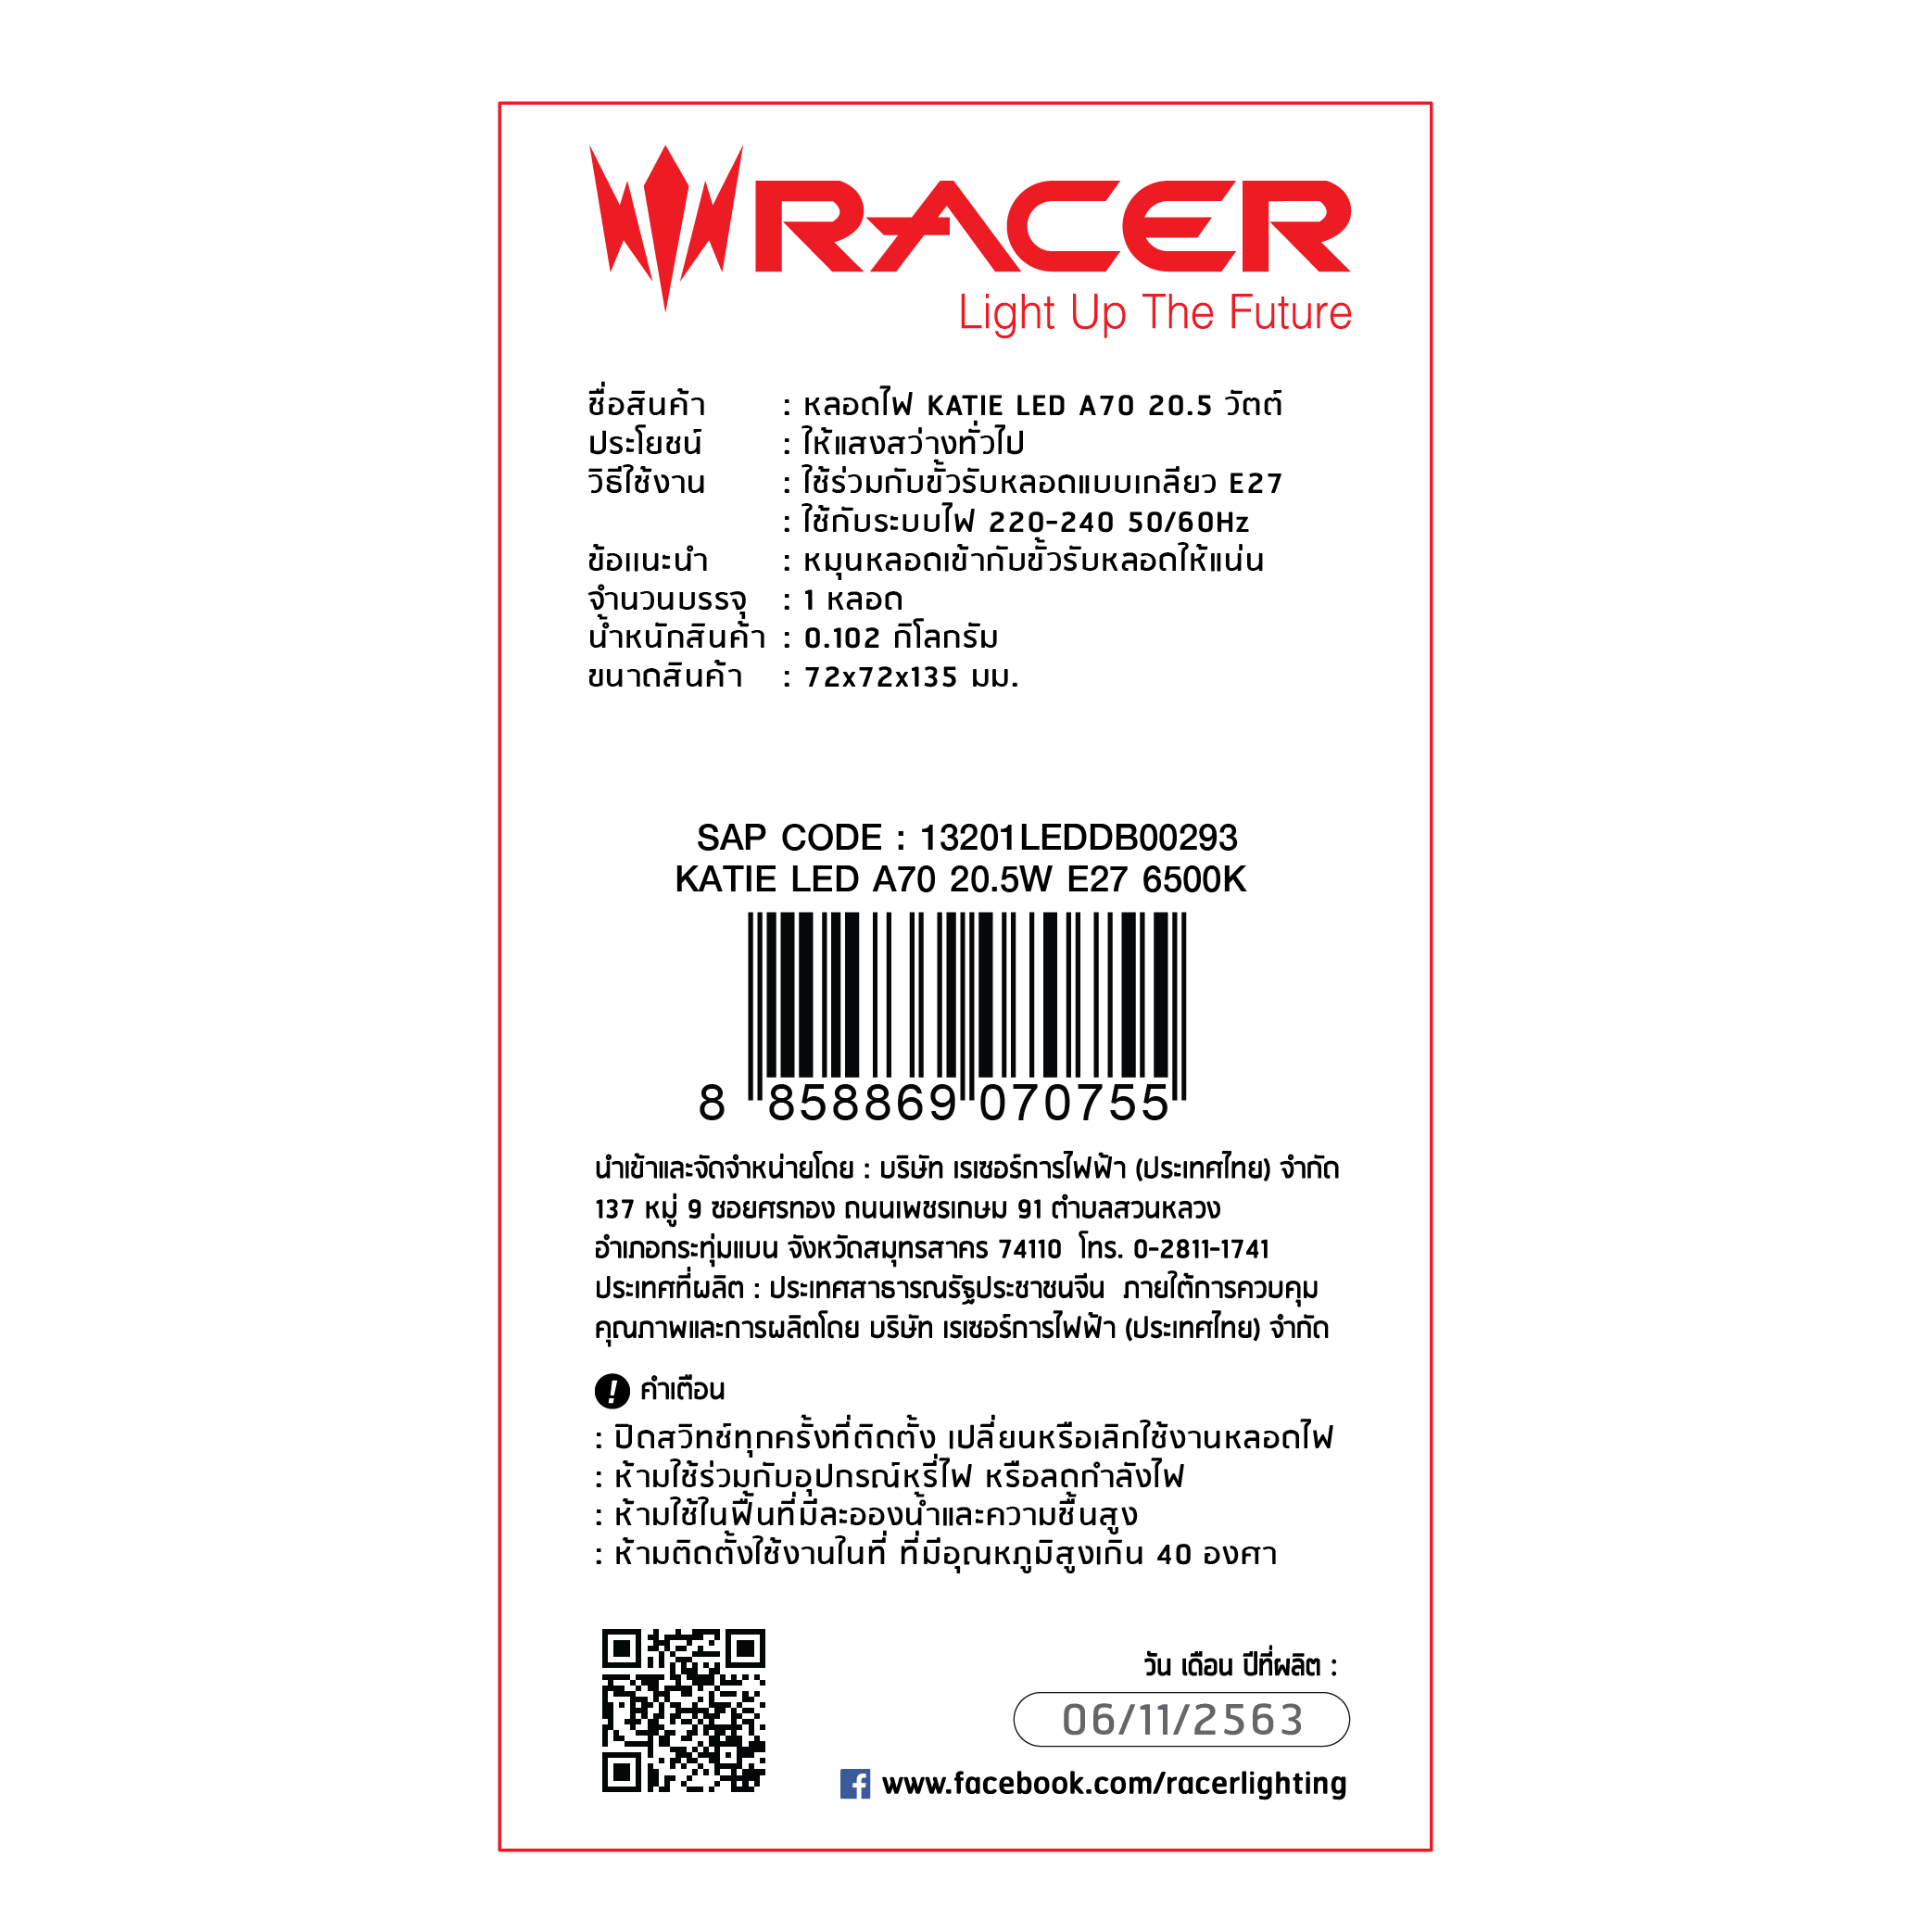 RACER
Light Up The Future
ชื่อสินค้า : หลอดไฟ KATIE LED A70 20.5 วัตต์
ประโยชน์ : ให้แสงสว่างทั่วไป
วิธีใช้งาน : ใช้ร่วมกับขั้วรับหลอดแบบเกลียว E27
: ใช้กับระบบไฟ 220-240 50/60Hz
ข้อแนะนำ : หมุนหลอดเข้ากับขั้วรับหลอดให้แน่น
จำนวนบรรจุ : 1 หลอด
น้ำหนักสินค้า : 0.102 กิโลกรัม
ขนาดสินค้า : 72x72x135 มม.
SAP CODE : 13201LEDDB00293
KATIE LED A70 20.5W E27 6500K
8 858869 070755
นำเข้าและจัดจำหน่ายโดย : บริษัท เรเซอร์การไฟฟ้า (ประเทศไทย) จำกัด
137 หมู่ 9 ซอยศรทอง ถนนเพชรเกษม 91 ตำบลสวนหลวง
อำเภอกระทุ่มแบน จังหวัดสมุทรสาคร 74110 โทร. 0-2811-1741
ประเทศที่ผลิต : ประเทศสาธารณรัฐประชาชนจีน ภายใต้การควบคุม
คุณภาพและการผลิตโดย บริษัท เรเซอร์การไฟฟ้า (ประเทศไทย) จำกัด
! คำเตือน
: ปิดสวิทช์ทุกครั้งที่ติดตั้ง เปลี่ยนหรือเลิกใช้งานหลอดไฟ
: ห้ามใช้ร่วมกับอุปกรณ์หรี่ไฟ หรือลดกำลังไฟ
: ห้ามใช้ในพื้นที่มีละอองน้ำและความชื้นสูง
: ห้ามติดตั้งใช้งานในที่ ที่มีอุณหภูมิสูงเกิน 40 องศา
วัน เดือน ปีที่ผลิต :
06/11/2563
f www.facebook.com/racerlighting